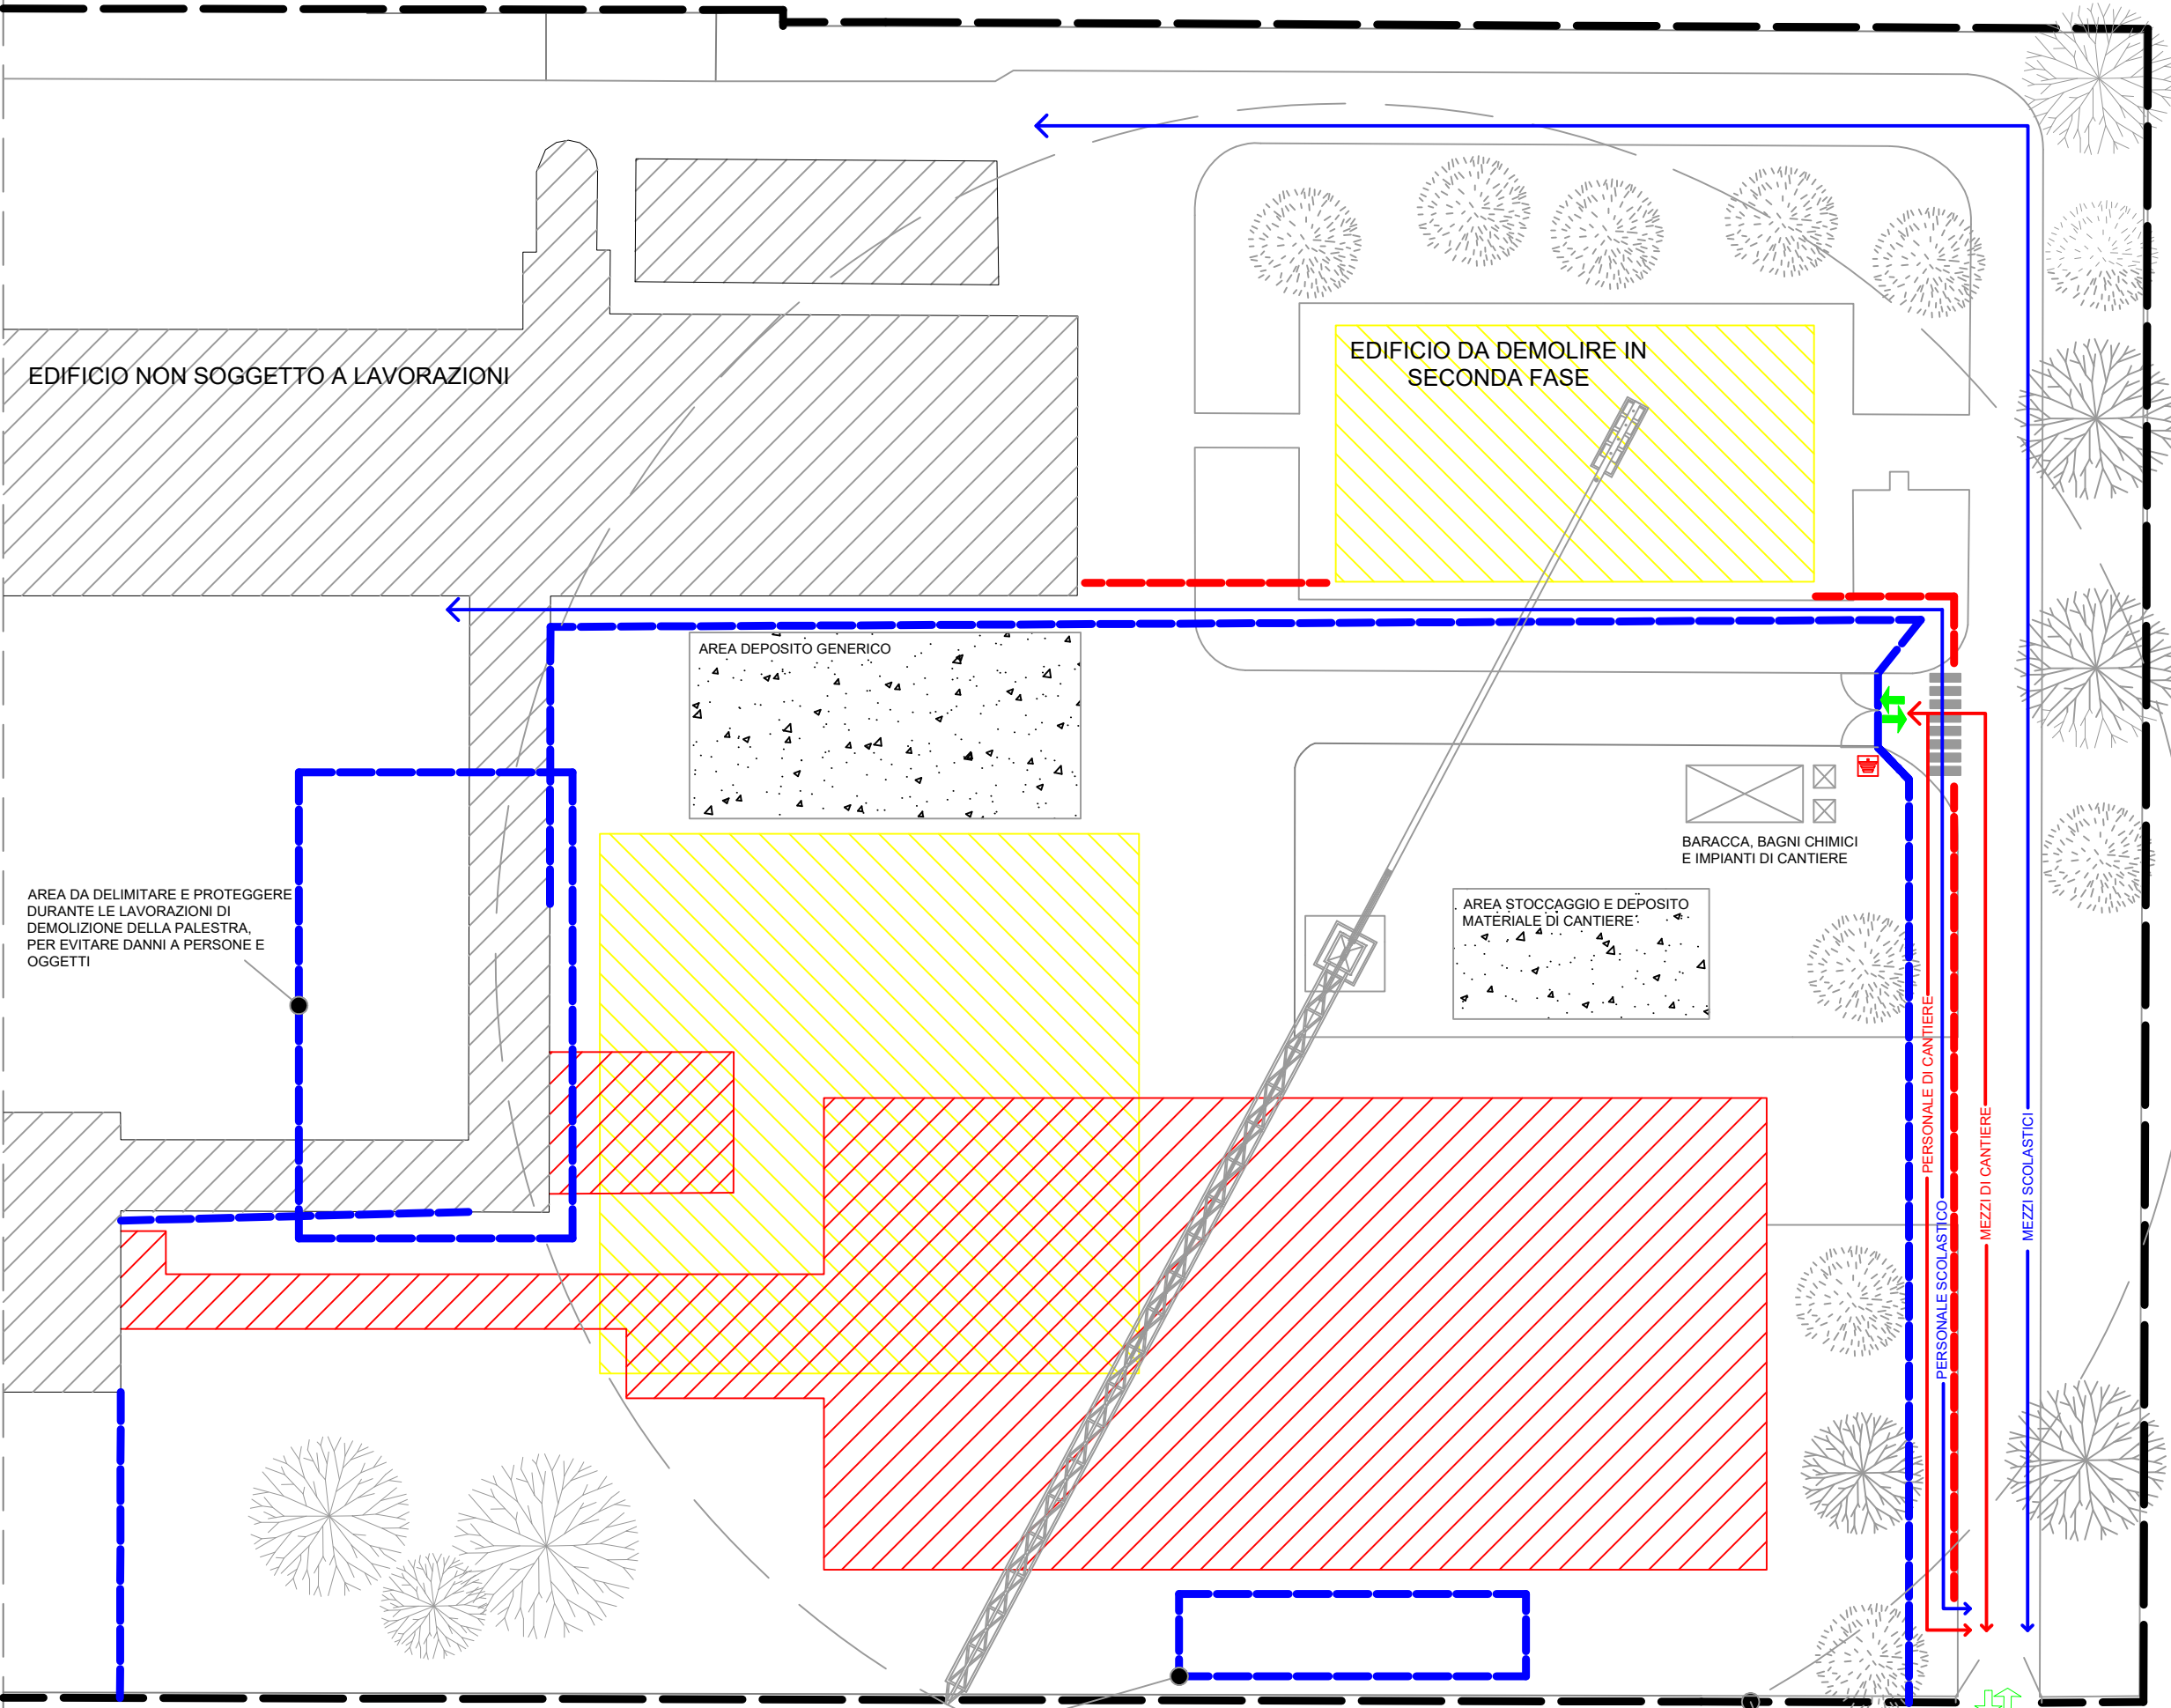 EDIFICIO NON SOGGETTO A LAVORAZIONI
EDIFICIO DA DEMOLIRE IN
SECONDA FASE
AREA DEPOSITO GENERICO
BARACCA, BAGNI CHIMICI
E IMPIANTI DI CANTIERE
AREA DA DELIMITARE E PROTEGGERE
DURANTE LE LAVORAZIONI DI
DEMOLIZIONE DELLA PALESTRA,
PER EVITARE DANNI A PERSONE E
OGGETTI
AREA STOCCAGGIO E DEPOSITO
MATERIALE DI CANTIERE
PERSONALE DI CANTIERE
PERSONALE SCOLASTICO
MEZZI DI CANTIERE
MEZZI SCOLASTICI